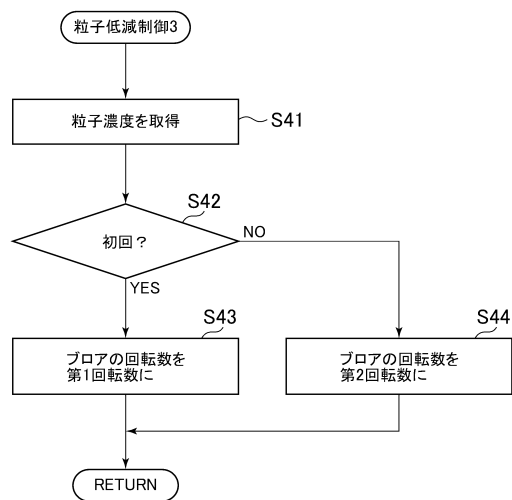 粒子低減制御3
粒子濃度を取得
S41
S42
初回？
NO
YES
S43
ブロアの回転数を
第1回転数に
S44
ブロアの回転数を
第2回転数に
RETURN